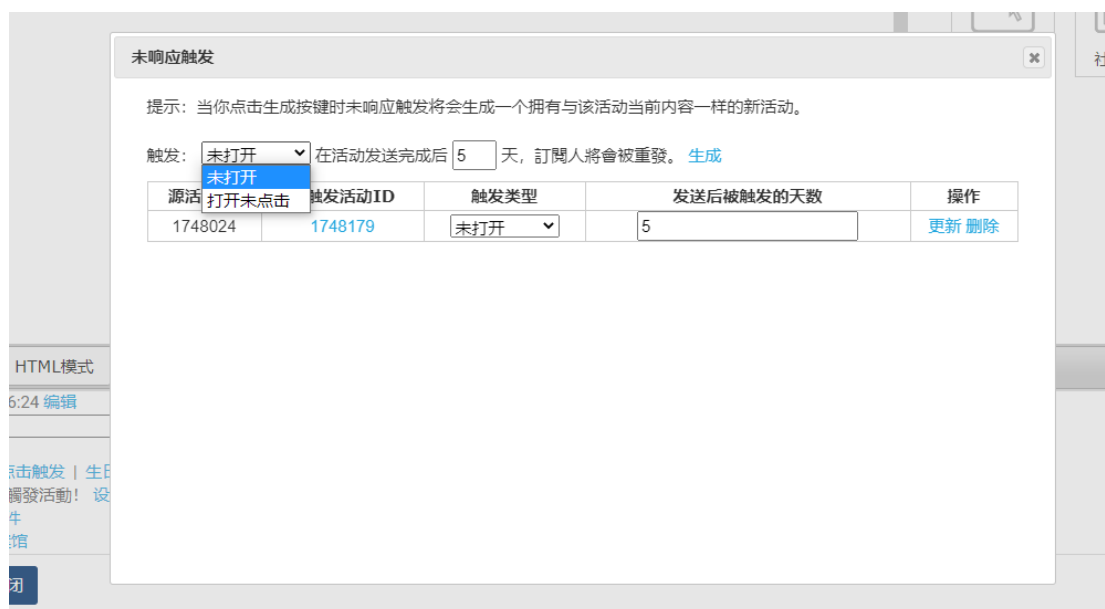 社
未响应触发
提示：当你点击生成按键时未响应触发将会生成一个拥有与该活动当前内容一样的新活动。
触发： 未打开 在活动发送完成后 5 天，訂閱人將會被重發。 生成
未打开
打开未点击
源活 触发活动ID 触发类型 发送后被触发的天数 操作
1748024 1748179 未打开 5 更新 删除
HTML模式
6:24 编辑
点击触发 | 生日
觸發活動！ 设
件
宾馆
闭